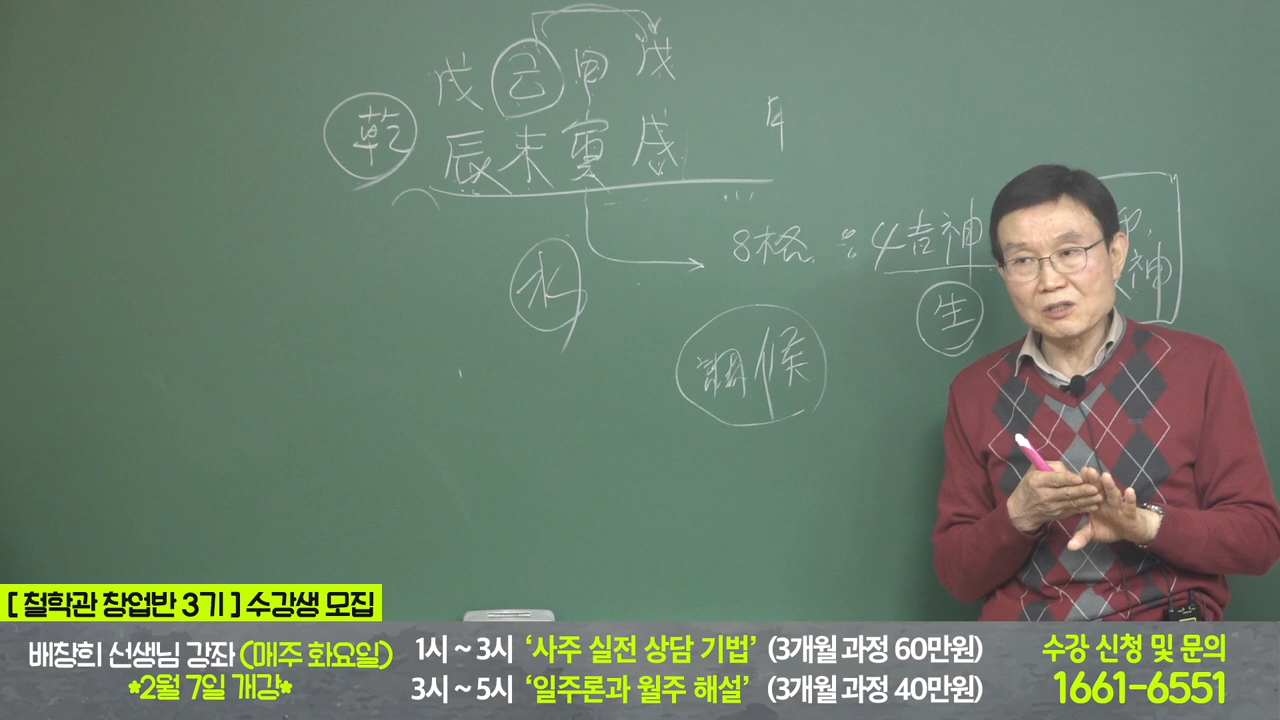 戊 己 甲 戊
乾 辰 未 寅 戌
8格 : 4吉神
神
水
生
調候
[ 철학관 창업반 3기 ] 수강생 모집
배창희 선생님 강좌 (매주 화요일)
*2월 7일 개강*
1시 ~ 3시 ‘사주 실전 상담 기법’ (3개월 과정 60만원)
3시 ~ 5시 ‘일주론과 월주 해설’ (3개월 과정 40만원)
수강 신청 및 문의
1661-6551